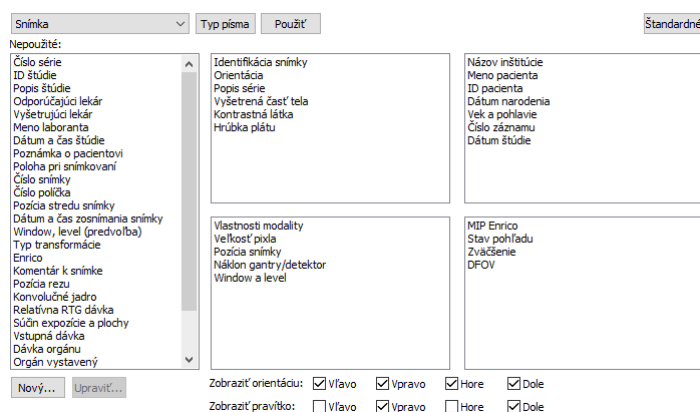 Snímka
Typ písma
Použiť
Štandardné
Nepoužité:
Číslo série
ID štúdie
Popis štúdie
Odporúčajúci lekár
Vyšetrujúci lekár
Meno laboranta
Dátum a čas štúdie
Poznámka o pacientovi
Poloha pri snímkovaní
Číslo snímky
Číslo políčka
Pozícia stredu snímky
Dátum a čas zosnímania snímky
Window, level (predvoľba)
Typ transformácie
Enrico
Komentár k snímke
Pozícia rezu
Konvolučné jadro
Relatívna RTG dávka
Súčin expozície a plochy
Vstupná dávka
Dávka orgánu
Orgán vystavený
Identifikácia snímky
Orientácia
Popis série
Vyšetrená časť tela
Kontrastná látka
Hrúbka plátu
Názov inštitúcie
Meno pacienta
ID pacienta
Dátum narodenia
Vek a pohlavie
Číslo záznamu
Dátum štúdie
Vlastnosti modality
Veľkosť pixla
Pozícia snímky
Náklon gantry/detektor
Window a level
MIP Enrico
Stav pohľadu
Zväčšenie
DFOV
Nový...
Upraviť...
Zobraziť orientáciu: Vľavo Vpravo Hore Dole
Zobraziť pravítko: Vľavo Vpravo Hore Dole